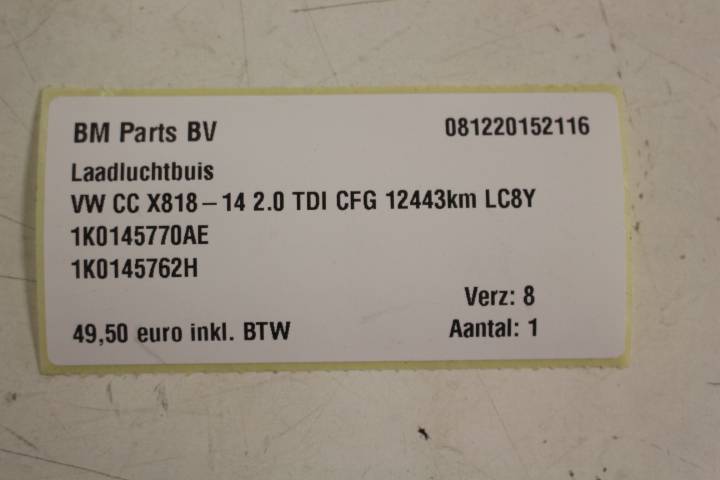 BM Parts BV 081220152116
Laadluchtbuis
VW CC X818-14 2.0 TDI CFG 12443km LC8Y
1K0145770AE
1K0145762H
Verz: 8
49,50 euro inkl. BTW Aantal: 1